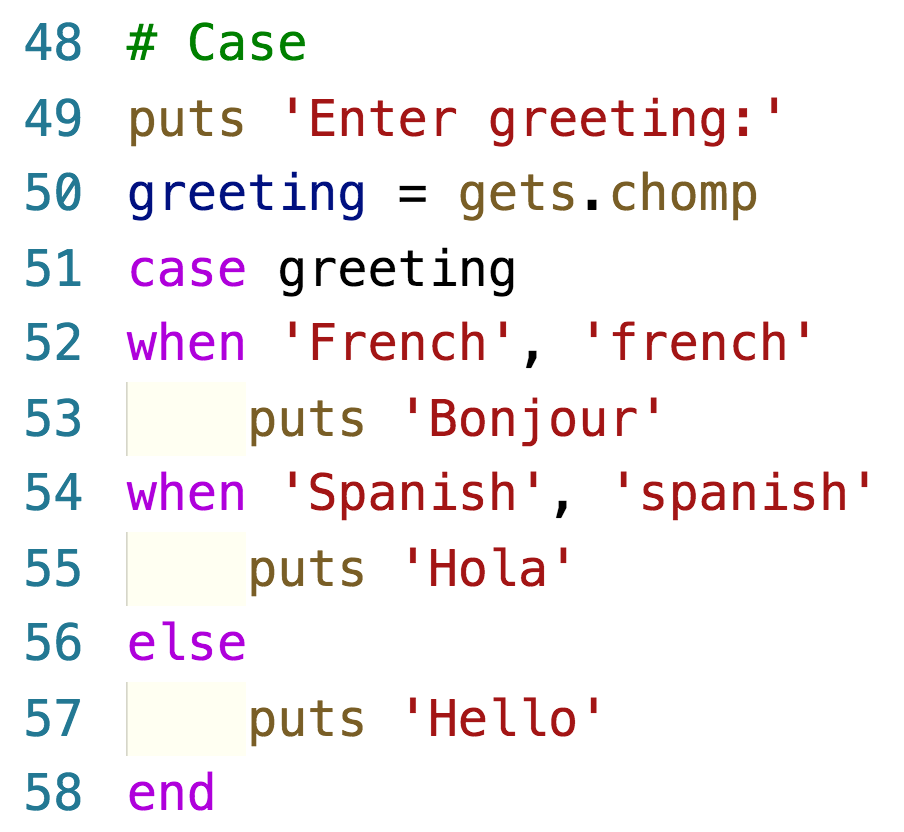 48 # Case
49 puts 'Enter greeting:'
50 greeting = gets.chomp
51 case greeting
52 when 'French', 'french'
53     puts 'Bonjour'
54 when 'Spanish', 'spanish'
55     puts 'Hola'
56 else
57     puts 'Hello'
58 end